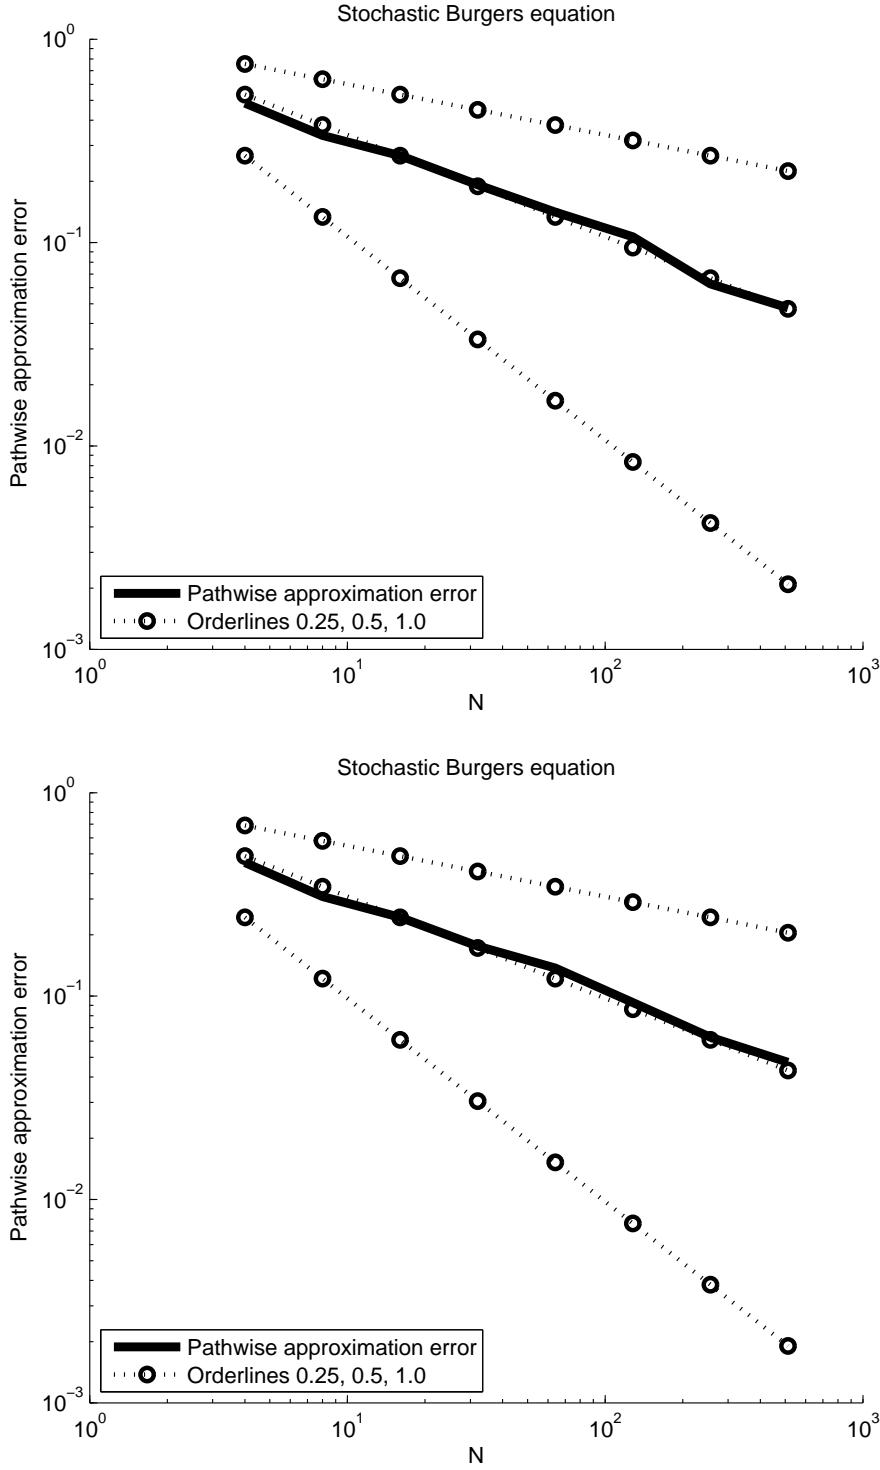 Stochastic Burgers equation
10^0
10^-1
10^-2
10^-3
Pathwise approximation error
Pathwise approximation error
Orderlines 0.25, 0.5, 1.0
10^0
10^1
10^2
10^3
N
Stochastic Burgers equation
10^0
10^-1
10^-2
10^-3
Pathwise approximation error
Pathwise approximation error
Orderlines 0.25, 0.5, 1.0
10^0
10^1
10^2
10^3
N